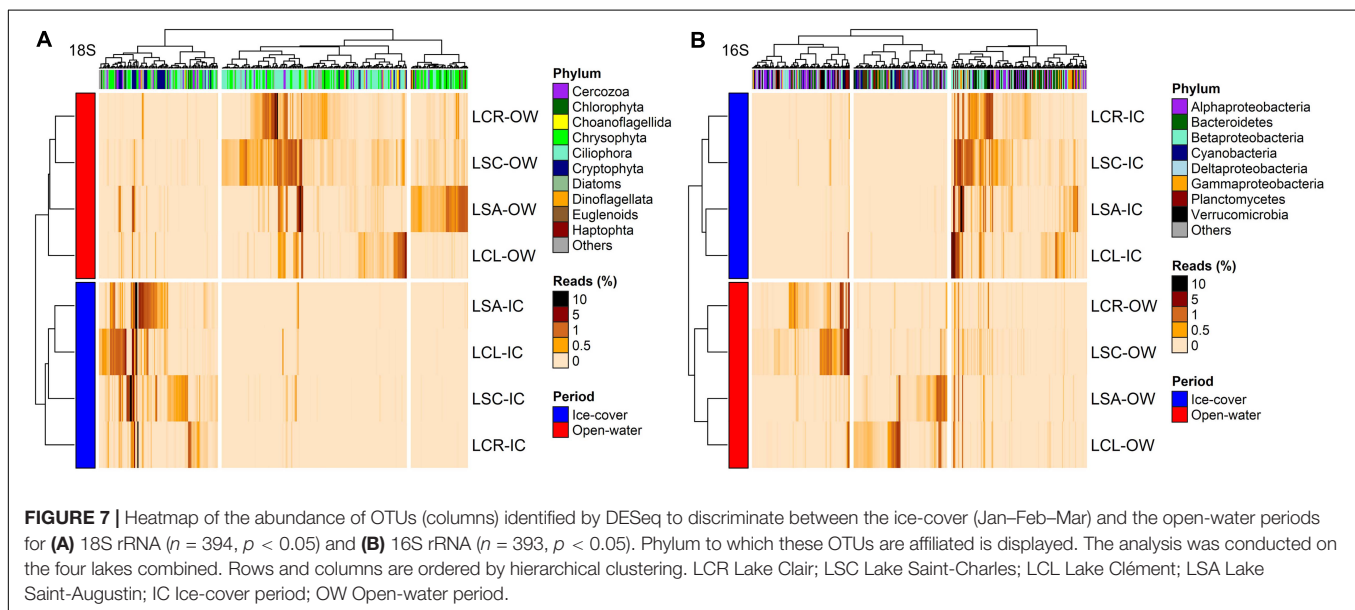 A
18S
Phylum
Cercozoa
Chlorophyta
Choanoflagellida
Chrysophyta
Ciliophora
Cryptophyta
Diatoms
Dinoflagellata
Euglenoids
Haptophta
Others
Reads (%)
10
5
1
0.5
0
Period
Ice-cover
Open-water
LCR-OW
LSC-OW
LSA-OW
LCL-OW
LSA-IC
LCL-IC
LSC-IC
LCR-IC
B
16S
LCR-IC
LSC-IC
LSA-IC
LCL-IC
LCR-OW
LSC-OW
LSA-OW
LCL-OW
Phylum
Alphaproteobacteria
Bacteroidetes
Betaproteobacteria
Cyanobacteria
Deltaproteobacteria
Gammaproteobacteria
Planctomycetes
Verrucomicrobia
Others
Reads (%)
10
5
1
0.5
0
Period
Ice-cover
Open-water
FIGURE 7 | Heatmap of the abundance of OTUs (columns) identified by DESeq to discriminate between the ice-cover (Jan–Feb–Mar) and the open-water periods
for (A) 18S rRNA (n = 394, p < 0.05) and (B) 16S rRNA (n = 393, p < 0.05). Phylum to which these OTUs are affiliated is displayed. The analysis was conducted on
the four lakes combined. Rows and columns are ordered by hierarchical clustering. LCR Lake Clair; LSC Lake Saint-Charles; LCL Lake Clément; LSA Lake
Saint-Augustin; IC Ice-cover period; OW Open-water period.